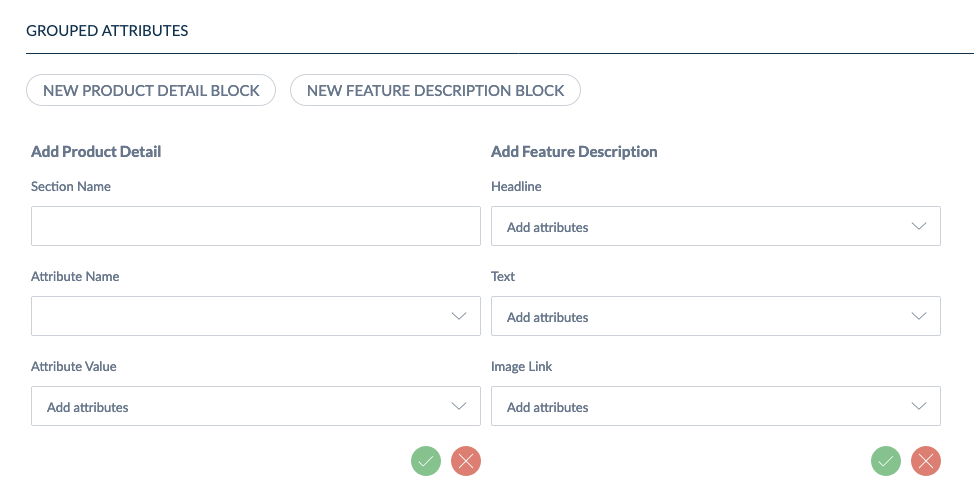 GROUPED ATTRIBUTES
NEW PRODUCT DETAIL BLOCK
NEW FEATURE DESCRIPTION BLOCK
Add Product Detail
Section Name
Attribute Name
Attribute Value
Add attributes
Add Feature Description
Headline
Add attributes
Text
Add attributes
Image Link
Add attributes